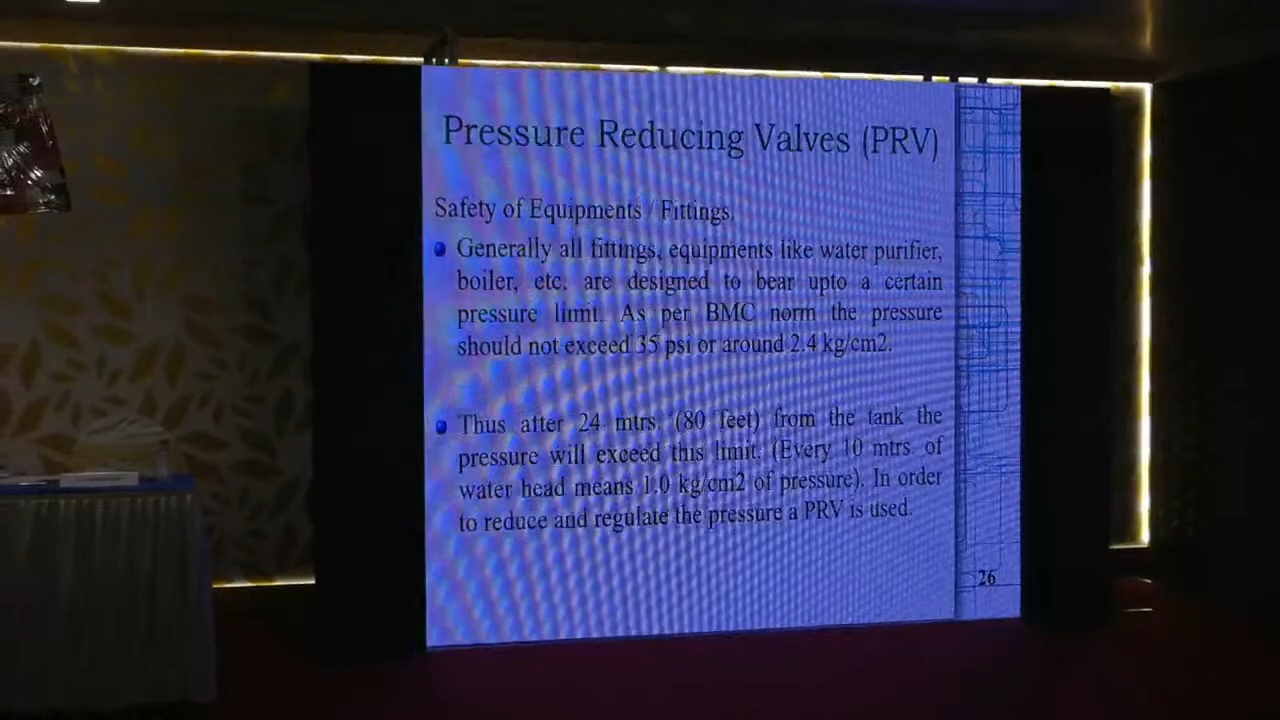 Pressure Reducing Valves (PRV)
Safety of Equipments / Fittings.
Generally all fittings, equipments like water purifier,
boiler, etc. are designed to bear upto a certain
pressure limit. As per BMC norm the pressure
should not exceed 35 psi or around 2.4 kg/cm2.
Thus after 24 mtrs. (80 feet) from the tank the
pressure will exceed this limit. (Every 10 mtrs. of
water head means 1.0 kg/cm2 of pressure). In order
to reduce and regulate the pressure a PRV is used.
26